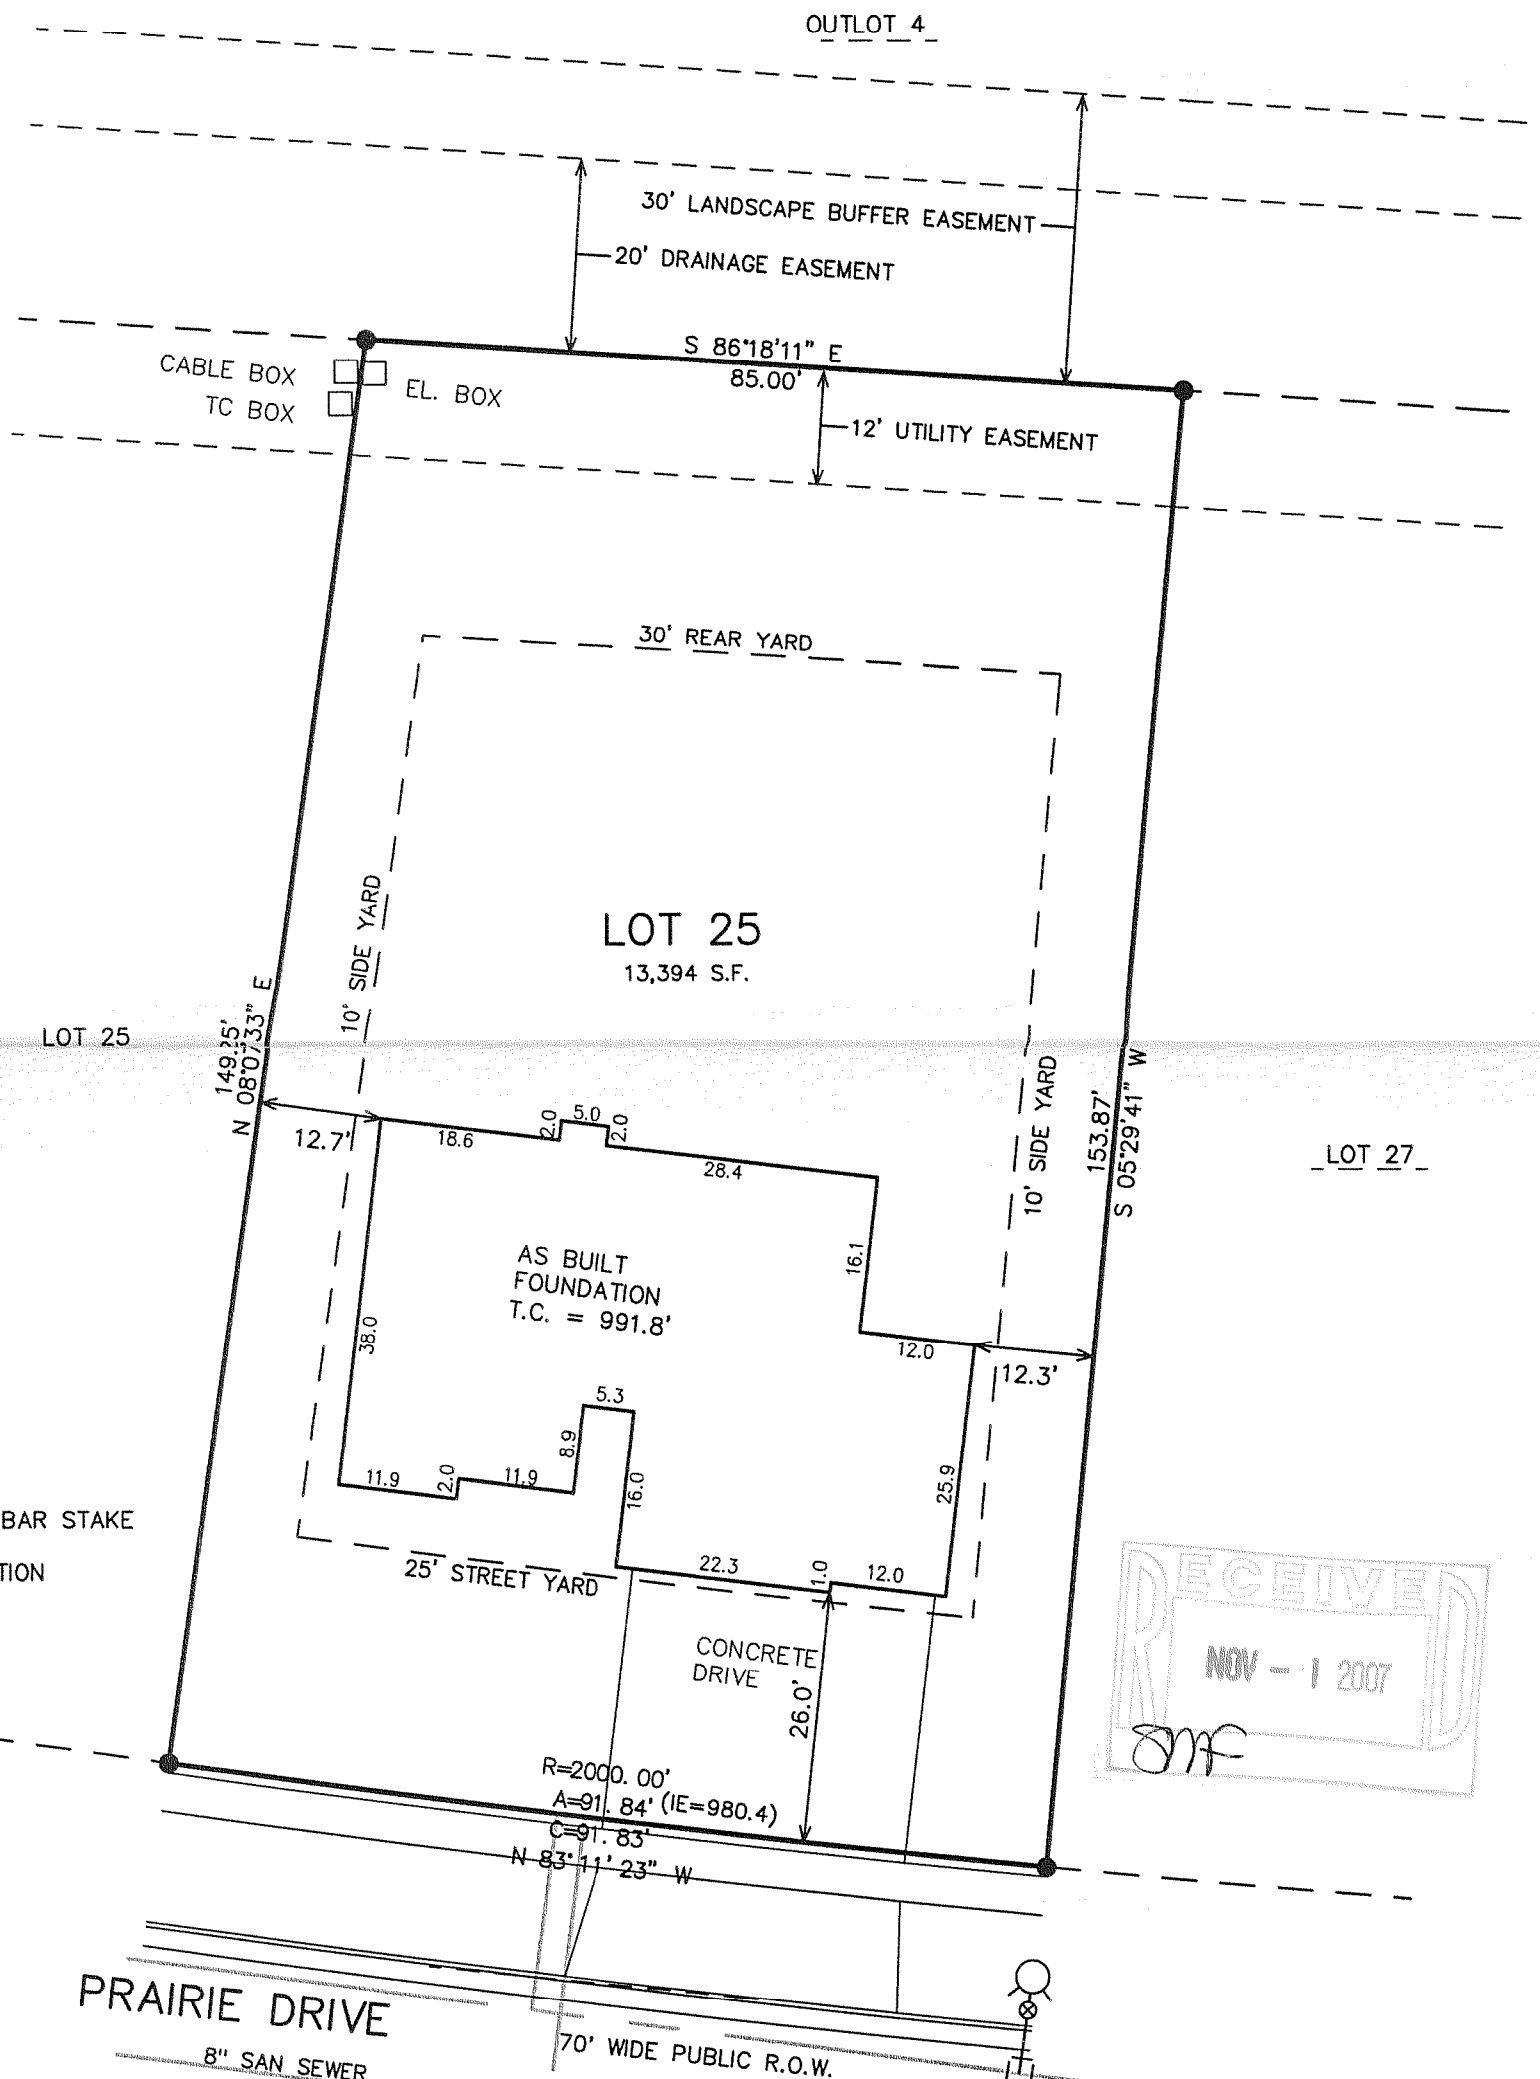 OUTLOT 4
30' LANDSCAPE BUFFER EASEMENT
20' DRAINAGE EASEMENT
S 86°18'11" E
85.00'
CABLE BOX
EL. BOX
TC BOX
12' UTILITY EASEMENT
30' REAR YARD
10' SIDE YARD
LOT 25
13,394 S.F.
LOT 25
149.25'
N 08°07'33" E
153.87'
S 05°29'41" W
10' SIDE YARD
LOT 27
12.7'
18.6
2.0
5.0
2.0
28.4
16.1
12.0
12.3'
AS BUILT
FOUNDATION
T.C. = 991.8'
38.0
5.3
8.9
11.9
2.0
11.9
16.0
25.9
22.3
1.0
12.0
25' STREET YARD
BAR STAKE
TION
CONCRETE
DRIVE
26.0'
RECEIVED
NOV - 1 2007
SMF
R=2000.00'
A=91.84' (IE=980.4)
C=91.83'
N 83°11'23" W
PRAIRIE DRIVE
8" SAN SEWER
70' WIDE PUBLIC R.O.W.